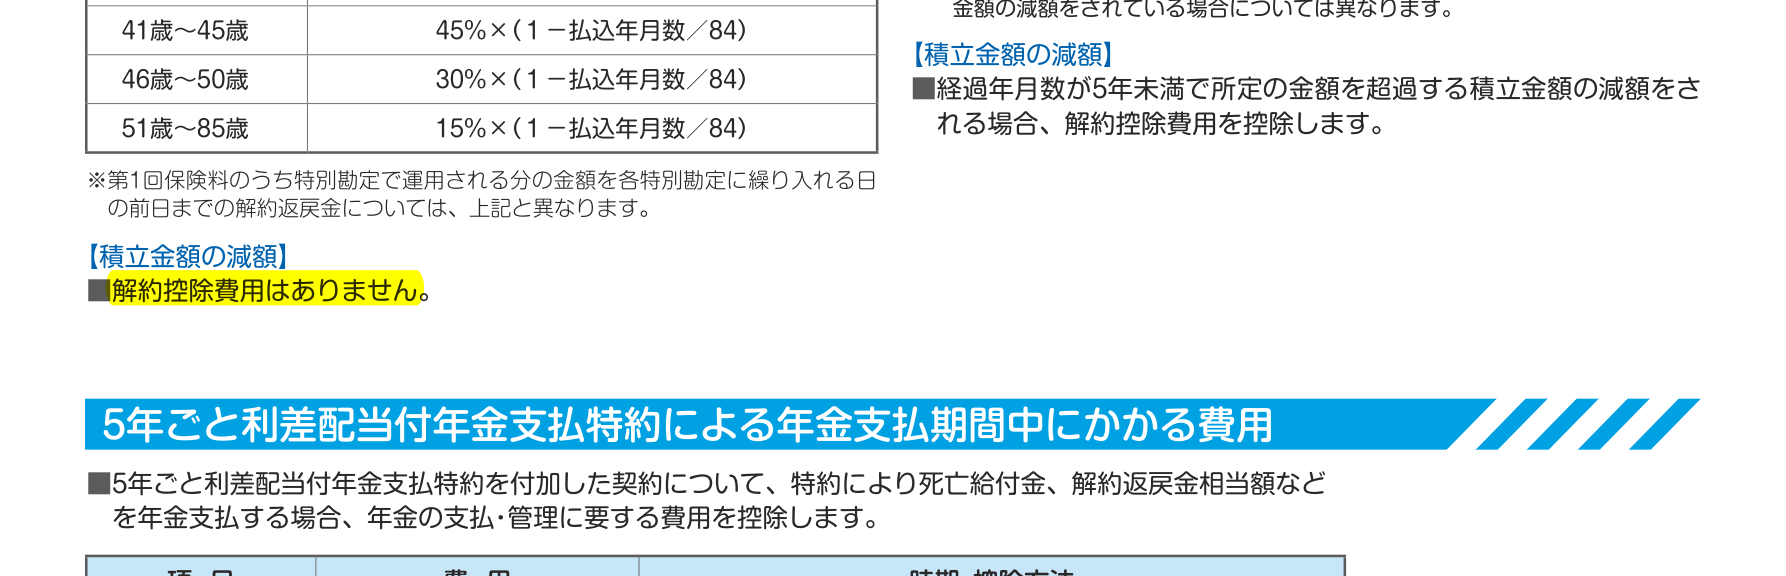 41歳～45歳 45%×(1－払込年月数／84)
46歳～50歳 30%×(1－払込年月数／84)
51歳～85歳 15%×(1－払込年月数／84)
※第1回保険料のうち特別勘定で運用される分の金額を各特別勘定に繰り入れる日
の前日までの解約返戻金については、上記と異なります。
【積立金額の減額】
■解約控除費用はありません。
金額の減額をされている場合については異なります。
【積立金額の減額】
■経過年月数が5年未満で所定の金額を超過する積立金額の減額をさ
れる場合、解約控除費用を控除します。
5年ごと利差配当付年金支払特約による年金支払期間中にかかる費用
■5年ごと利差配当付年金支払特約を付加した契約について、特約により死亡給付金、解約返戻金相当額など
を年金支払する場合、年金の支払・管理に要する費用を控除します。
項 目 費 用 時期・控除方法